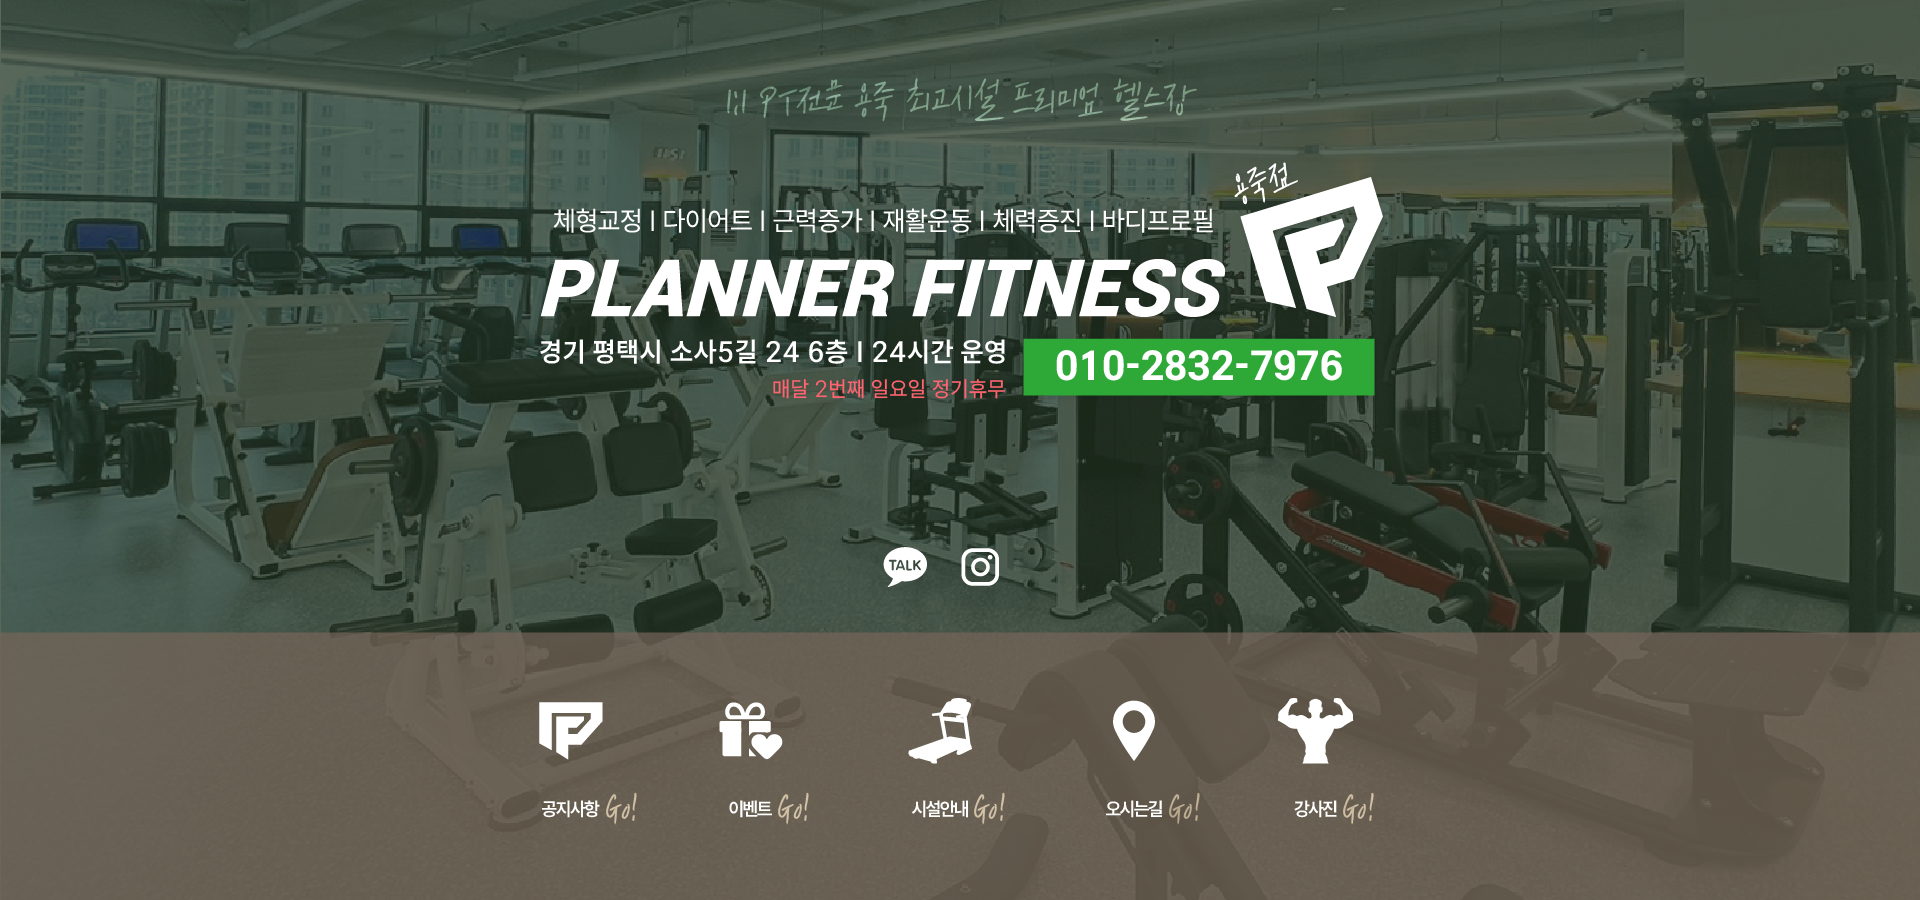 1:1 PT전문 용죽 최고시설 프리미엄 헬스장
용죽점
체형교정 I 다이어트 I 근력증가 I 재활운동 I 체력증진 I 바디프로필
PLANNER FITNESS
경기 평택시 소사5길 24 6층 I 24시간 운영
010-2832-7976
매달 2번째 일요일 정기휴무
TALK
공지사항 Go!
이벤트 Go!
시설안내 Go!
오시는길 Go!
강사진 Go!